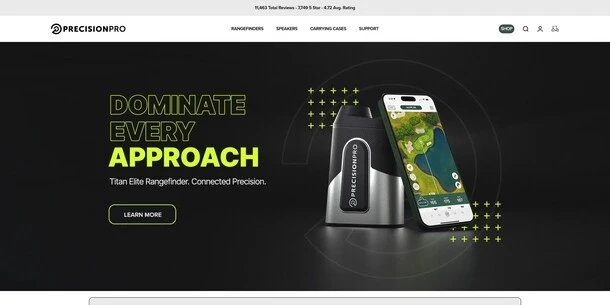 11,463 Total Reviews - 7,749 5 Star - 4.72 Avg. Rating
PRECISIONPRO
RANGEFINDERS SPEAKERS CARRYING CASES SUPPORT
SHOP
DOMINATE
EVERY
APPROACH
Titan Elite Rangefinder. Connected Precision.
LEARN MORE
PRECISIONPRO